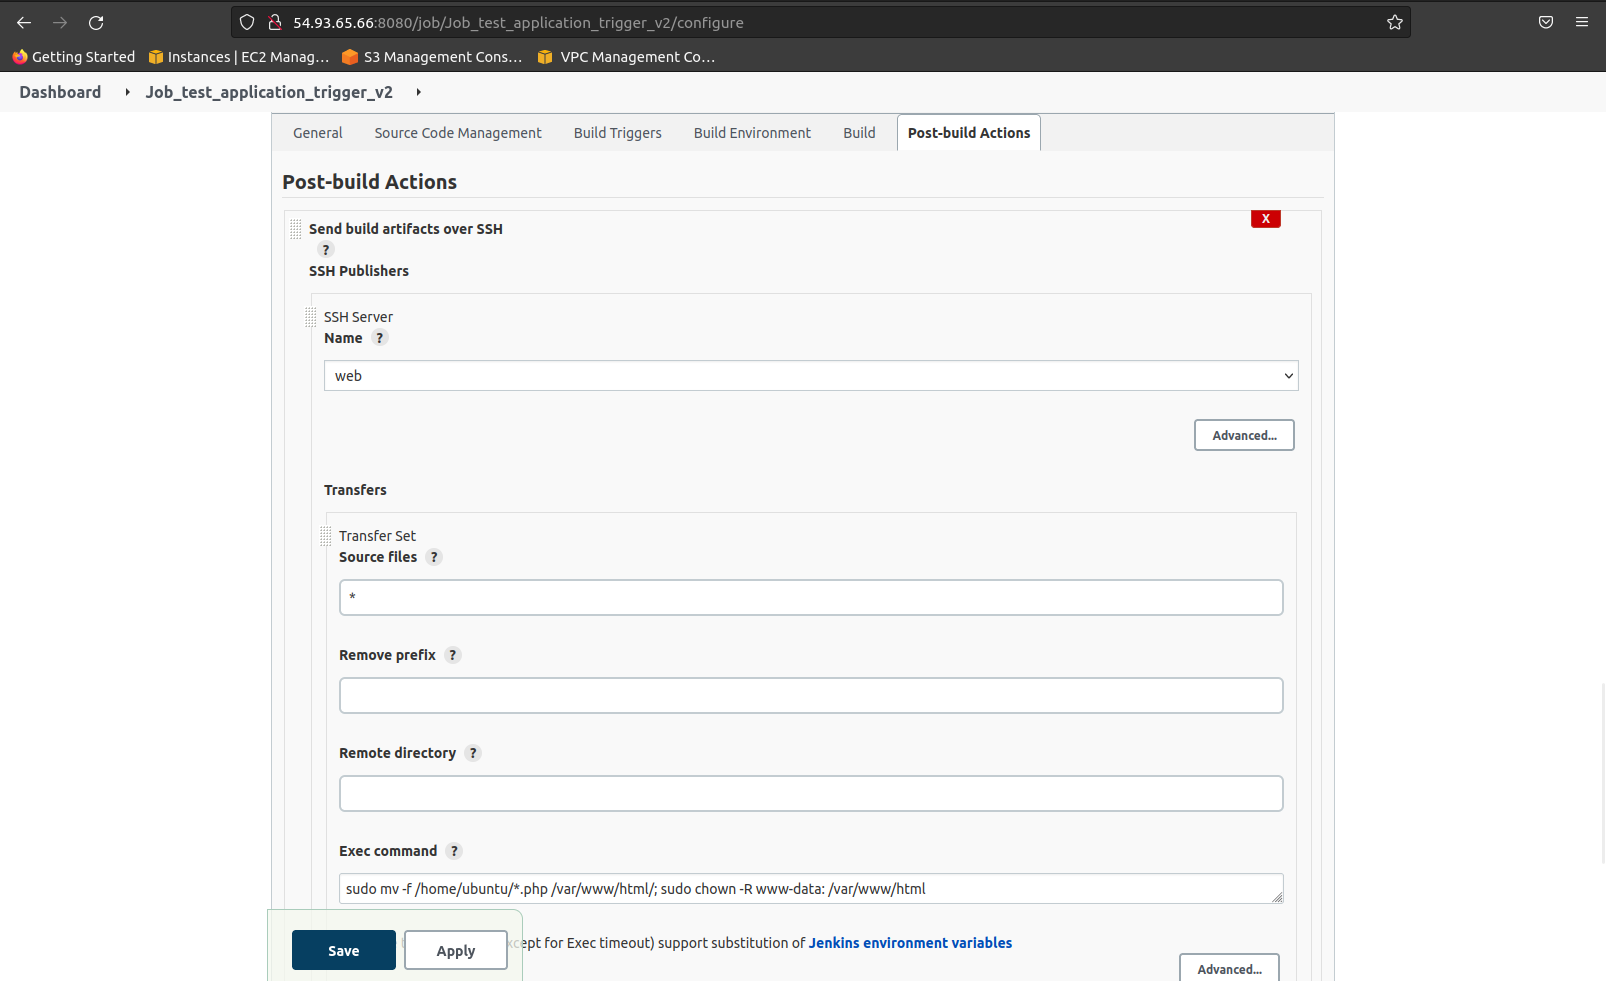 54.93.65.66:8080/job/Job_test_application_trigger_v2/configure
Getting Started Instances | EC2 Manag… S3 Management Cons… VPC Management Co…
Dashboard Job_test_application_trigger_v2
General Source Code Management Build Triggers Build Environment Build Post-build Actions
Post-build Actions
X
Send build artifacts over SSH
?
SSH Publishers
SSH Server
Name ?
web
Advanced...
Transfers
Transfer Set
Source files ?
*
Remove prefix ?
Remote directory ?
Exec command ?
sudo mv -f /home/ubuntu/*.php /var/www/html/; sudo chown -R www-data: /var/www/html
for Exec timeout) support substitution of Jenkins environment variables
Save Apply
Advanced...